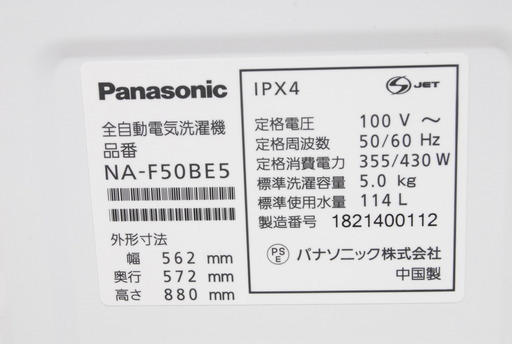 Panasonic
全自動電気洗濯機
品番
NA-F50BE5
外形寸法
幅 562 mm
奥行 572 mm
高さ 880 mm
IPX4
S JET
定格電圧 100 V ～
定格周波数 50/60 Hz
定格消費電力 355/430 W
標準洗濯容量 5.0 kg
標準使用水量 114 L
製造番号 1821400112
PS E パナソニック株式会社
中国製